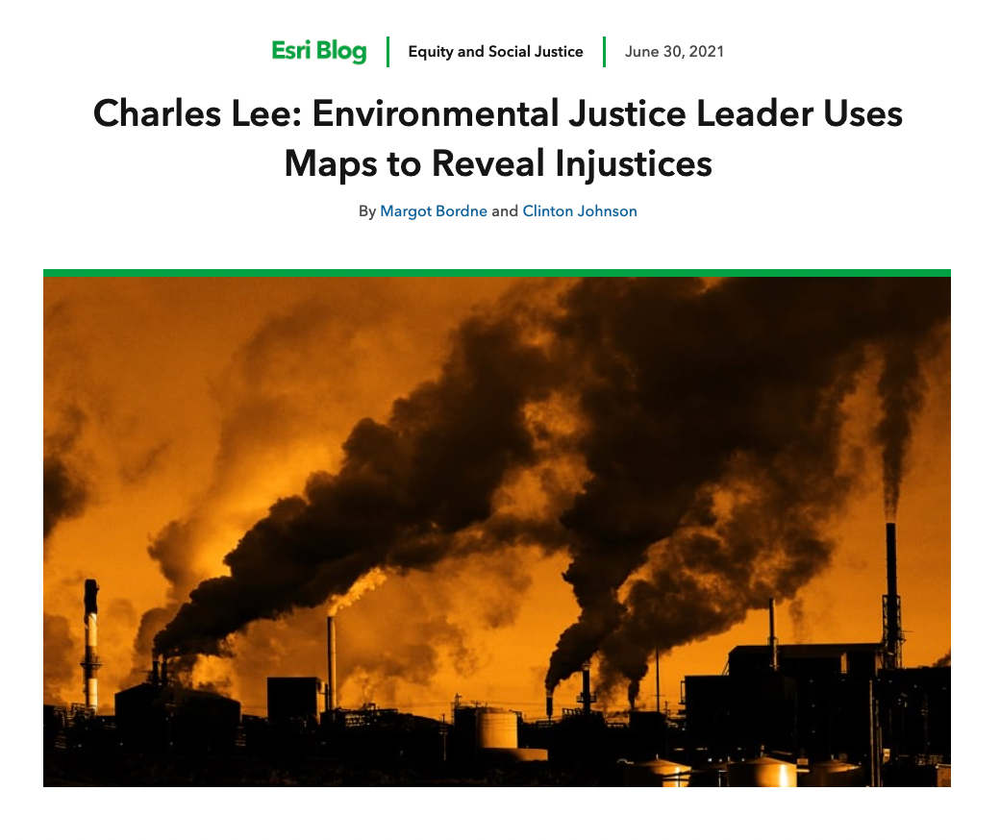 Esri Blog | Equity and Social Justice | June 30, 2021
Charles Lee: Environmental Justice Leader Uses
Maps to Reveal Injustices
By Margot Bordne and Clinton Johnson